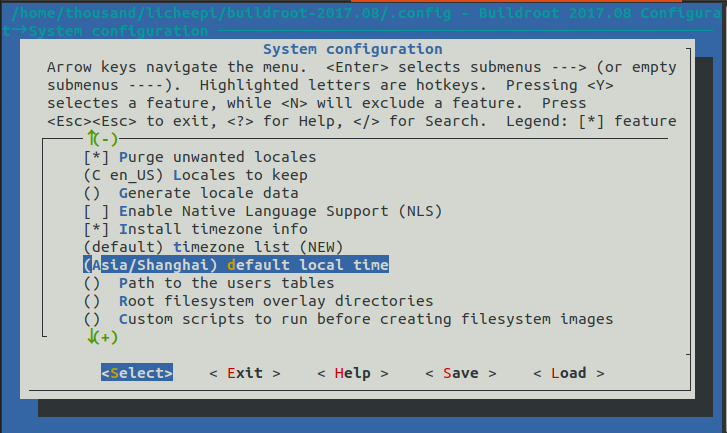 /home/thousand/licheepi/buildroot-2017.08/.config - Buildroot 2017.08 Configura
t→System configuration
System configuration
Arrow keys navigate the menu.  <Enter> selects submenus ---> (or empty
submenus ----).  Highlighted letters are hotkeys.  Pressing <Y>
selectes a feature, while <N> will exclude a feature.  Press
<Esc><Esc> to exit, <?> for Help, </> for Search.  Legend: [*] feature
↑(-)
[*] Purge unwanted locales
(C en_US) Locales to keep
()  Generate locale data
[ ] Enable Native Language Support (NLS)
[*] Install timezone info
(default) timezone list (NEW)
(Asia/Shanghai) default local time
()  Path to the users tables
()  Root filesystem overlay directories
()  Custom scripts to run before creating filesystem images
↓(+)
<Select>    < Exit >    < Help >    < Save >    < Load >